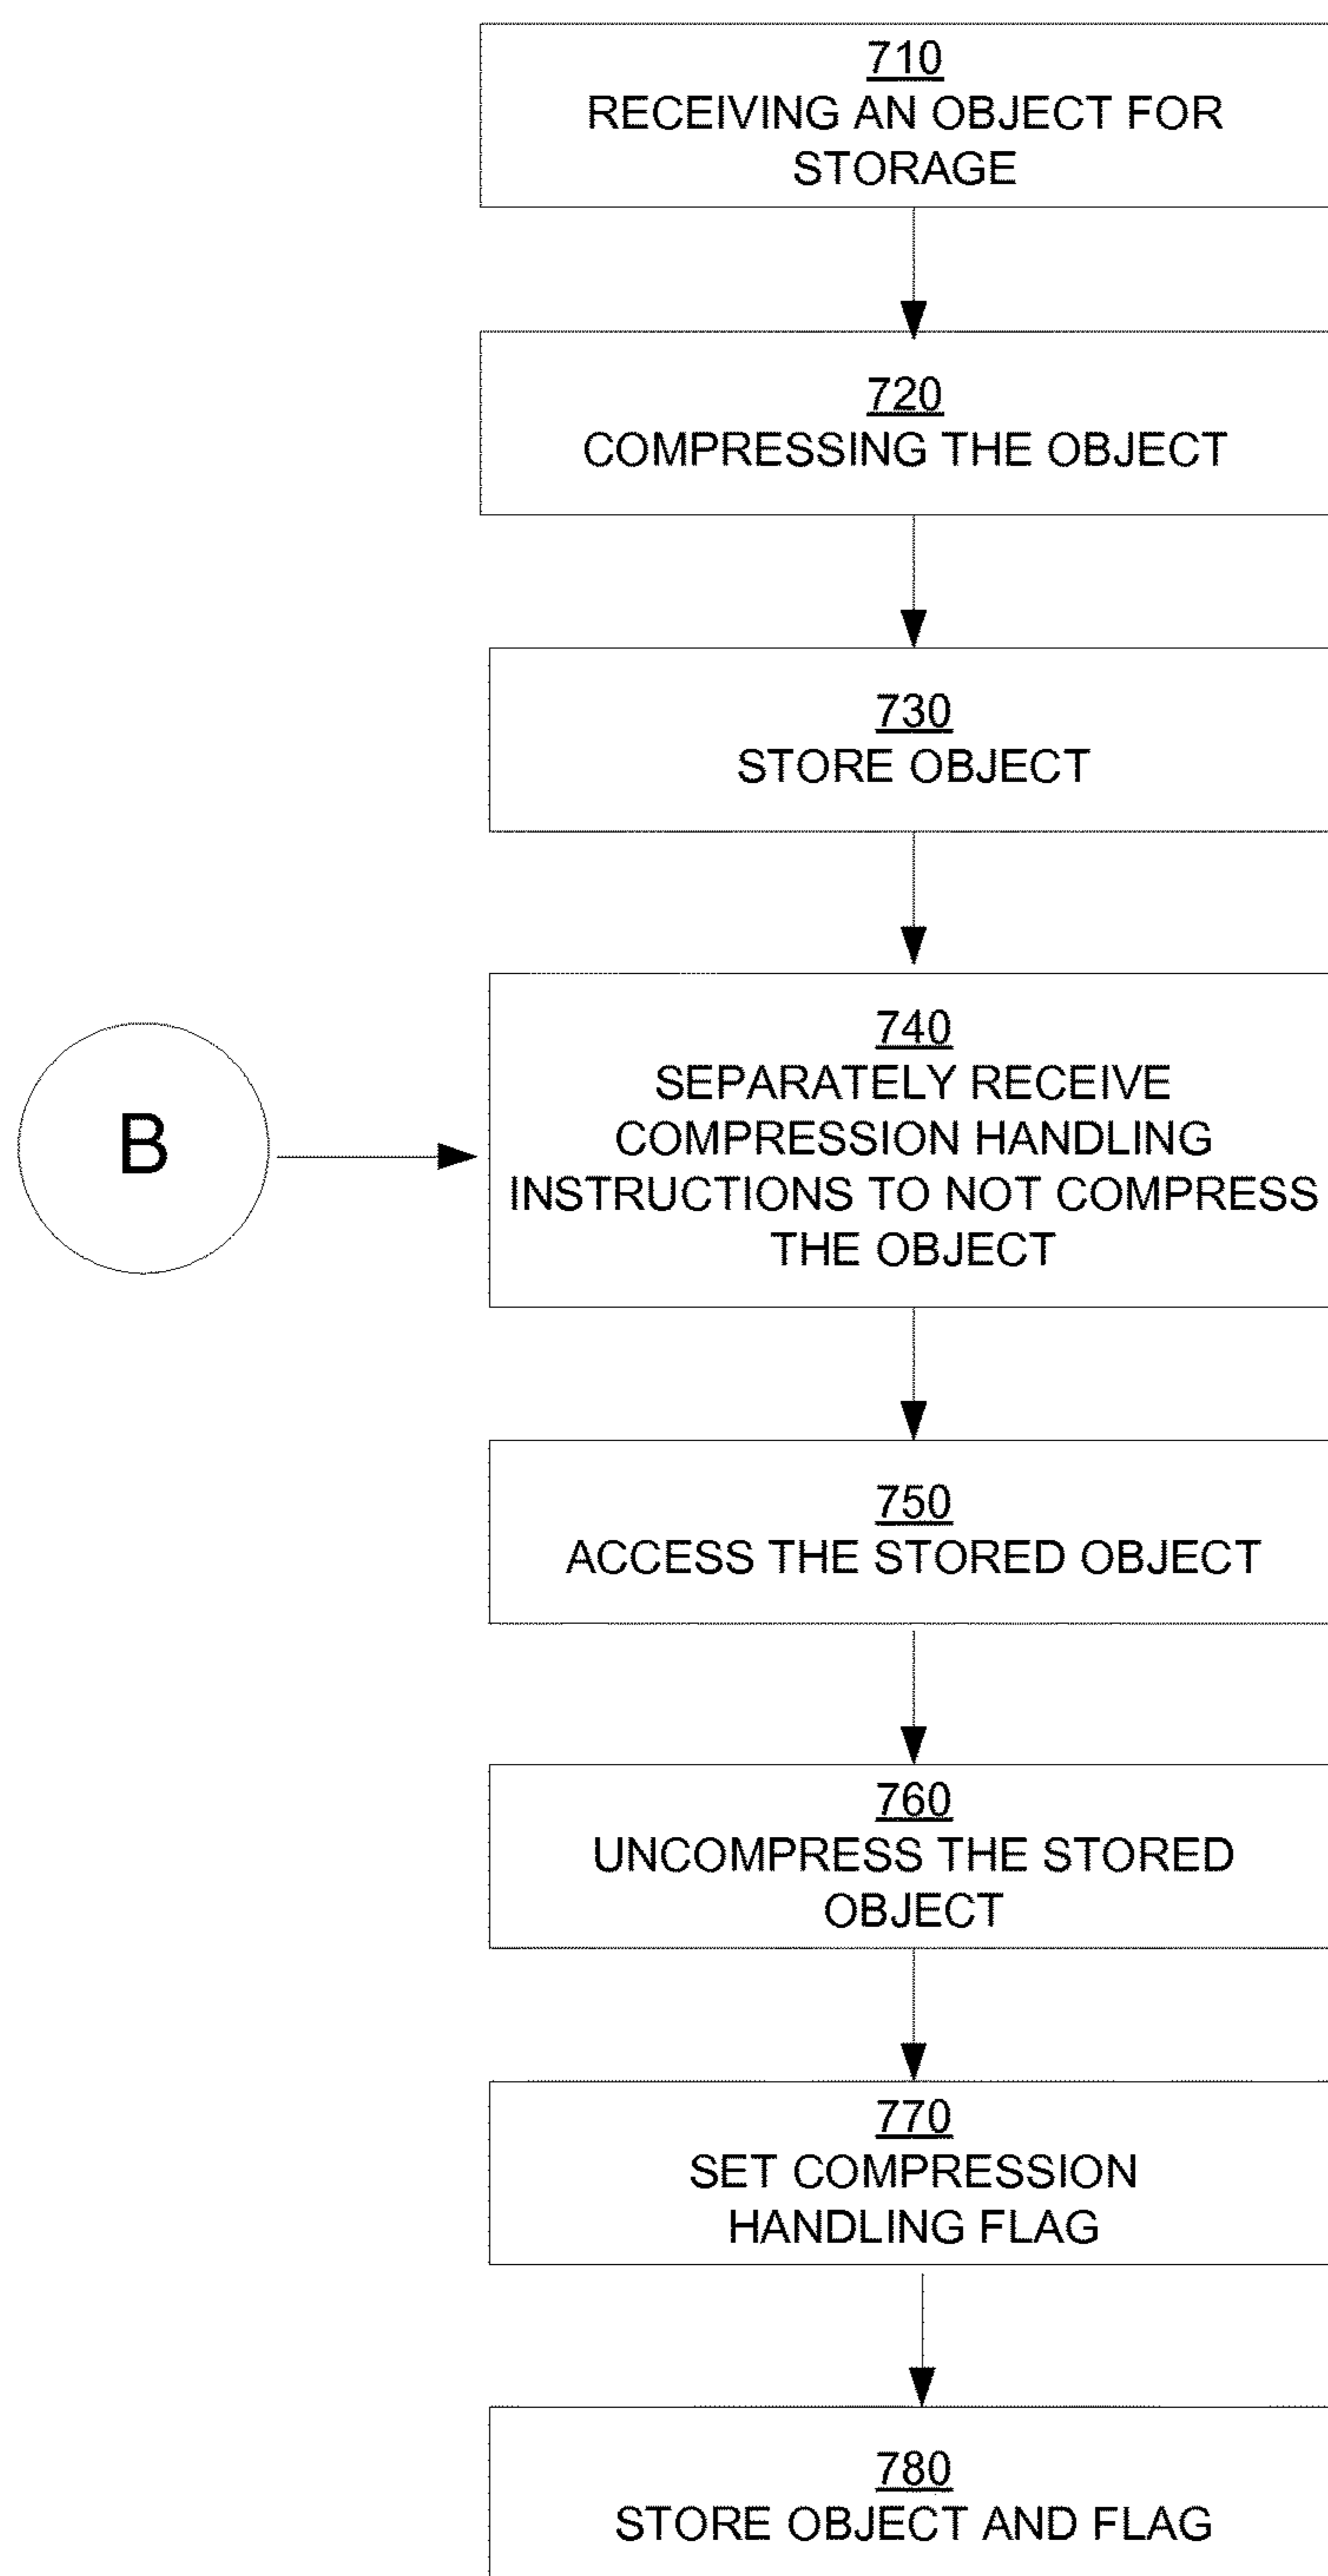 710
RECEIVING AN OBJECT FOR
STORAGE
720
COMPRESSING THE OBJECT
730
STORE OBJECT
B
740
SEPARATELY RECEIVE
COMPRESSION HANDLING
INSTRUCTIONS TO NOT COMPRESS
THE OBJECT
750
ACCESS THE STORED OBJECT
760
UNCOMPRESS THE STORED
OBJECT
770
SET COMPRESSION
HANDLING FLAG
780
STORE OBJECT AND FLAG